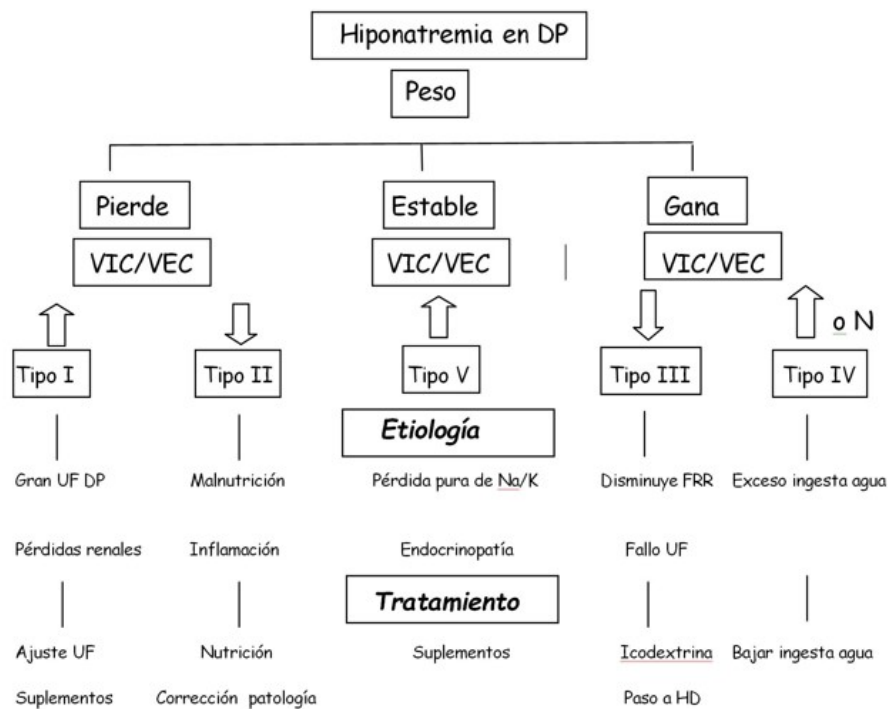 Hiponatremia en DP
Peso
Pierde Estable Gana
VIC/VEC VIC/VEC VIC/VEC
o N
Tipo I Tipo II Tipo V Tipo III Tipo IV
Etiología
Gran UF DP Malnutrición Pérdida pura de Na/K Disminuye FRR Exceso ingesta agua
Pérdidas renales Inflamación Endocrinopatía Fallo UF
Tratamiento
Ajuste UF Nutrición Suplementos Icodextrina Bajar ingesta agua
Suplementos Corrección patología Paso a HD